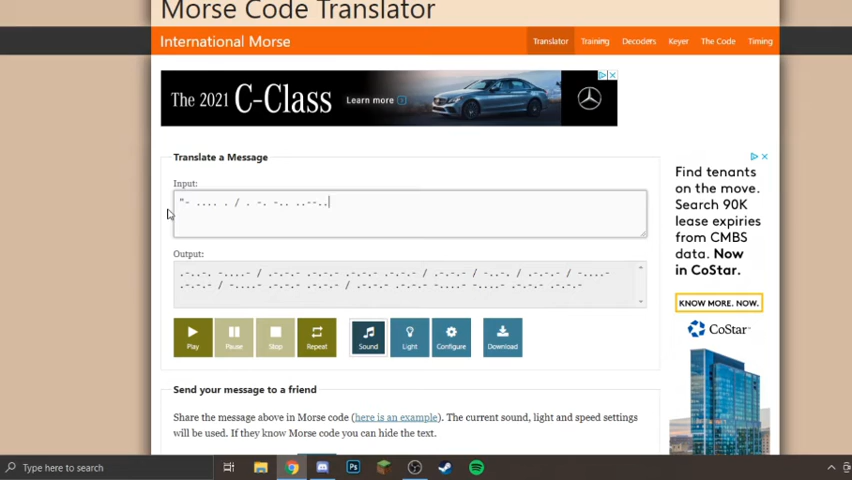 Morse Code Translator
International Morse
Translator Training Decoders Keyer The Code Timing
The 2021 C-Class Learn more
Translate a Message
Input:
"- .... . / . -. -.. ..--..
Output:
.-..-. -....- / .-.-.- .-.-.- .-.-.- .-.-.- / .-.-.- / -..-. / .-.-.- / -....-
.-.-.- / -....- .-.-.- .-.-.- / .-.-.- .-.-.- -....- -....- .-.-.- .-.-.-
Play Pause Stop Repeat Sound Light Configure Download
Find tenants
on the move.
Search 90K
lease expiries
from CMBS
data. Now
in CoStar.
KNOW MORE. NOW.
CoStar™
Send your message to a friend
Share the message above in Morse code (here is an example). The current sound, light and speed settings
will be used. If they know Morse code you can hide the text.
Type here to search
Ps